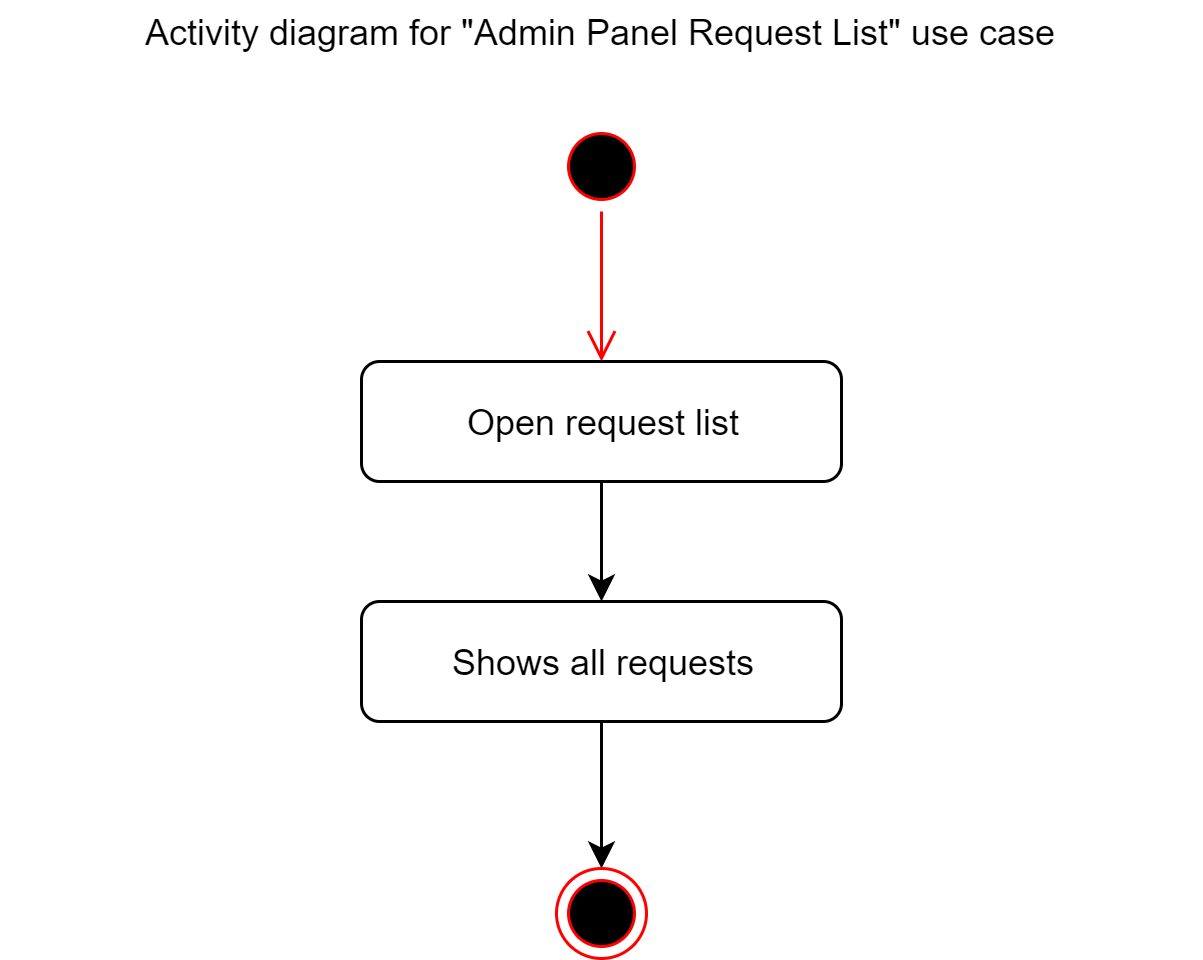 Activity diagram for "Admin Panel Request List" use case
Open request list
Shows all requests